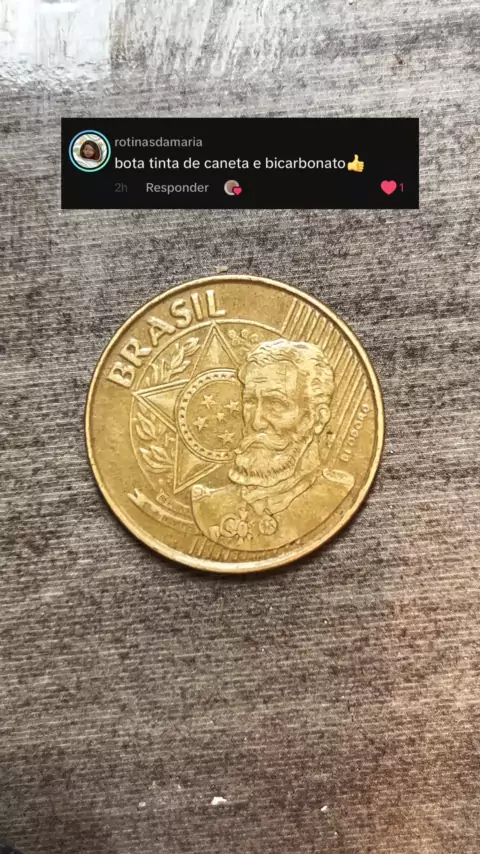 rotinasdamaria
bota tinta de caneta e bicarbonato👍
2h Responder 1
BRASIL
DEODORO